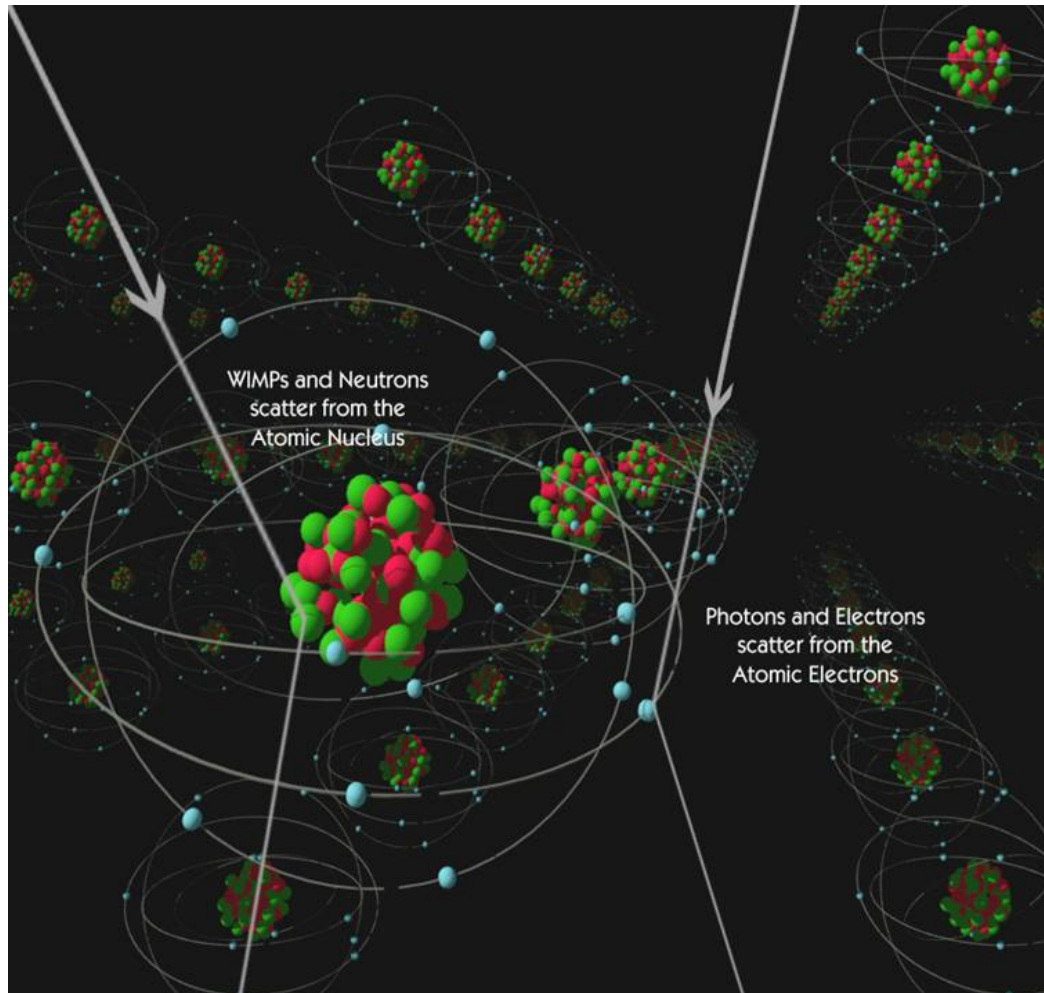 WIMPs and Neutrons
scatter from the
Atomic Nucleus
Photons and Electrons
scatter from the
Atomic Electrons